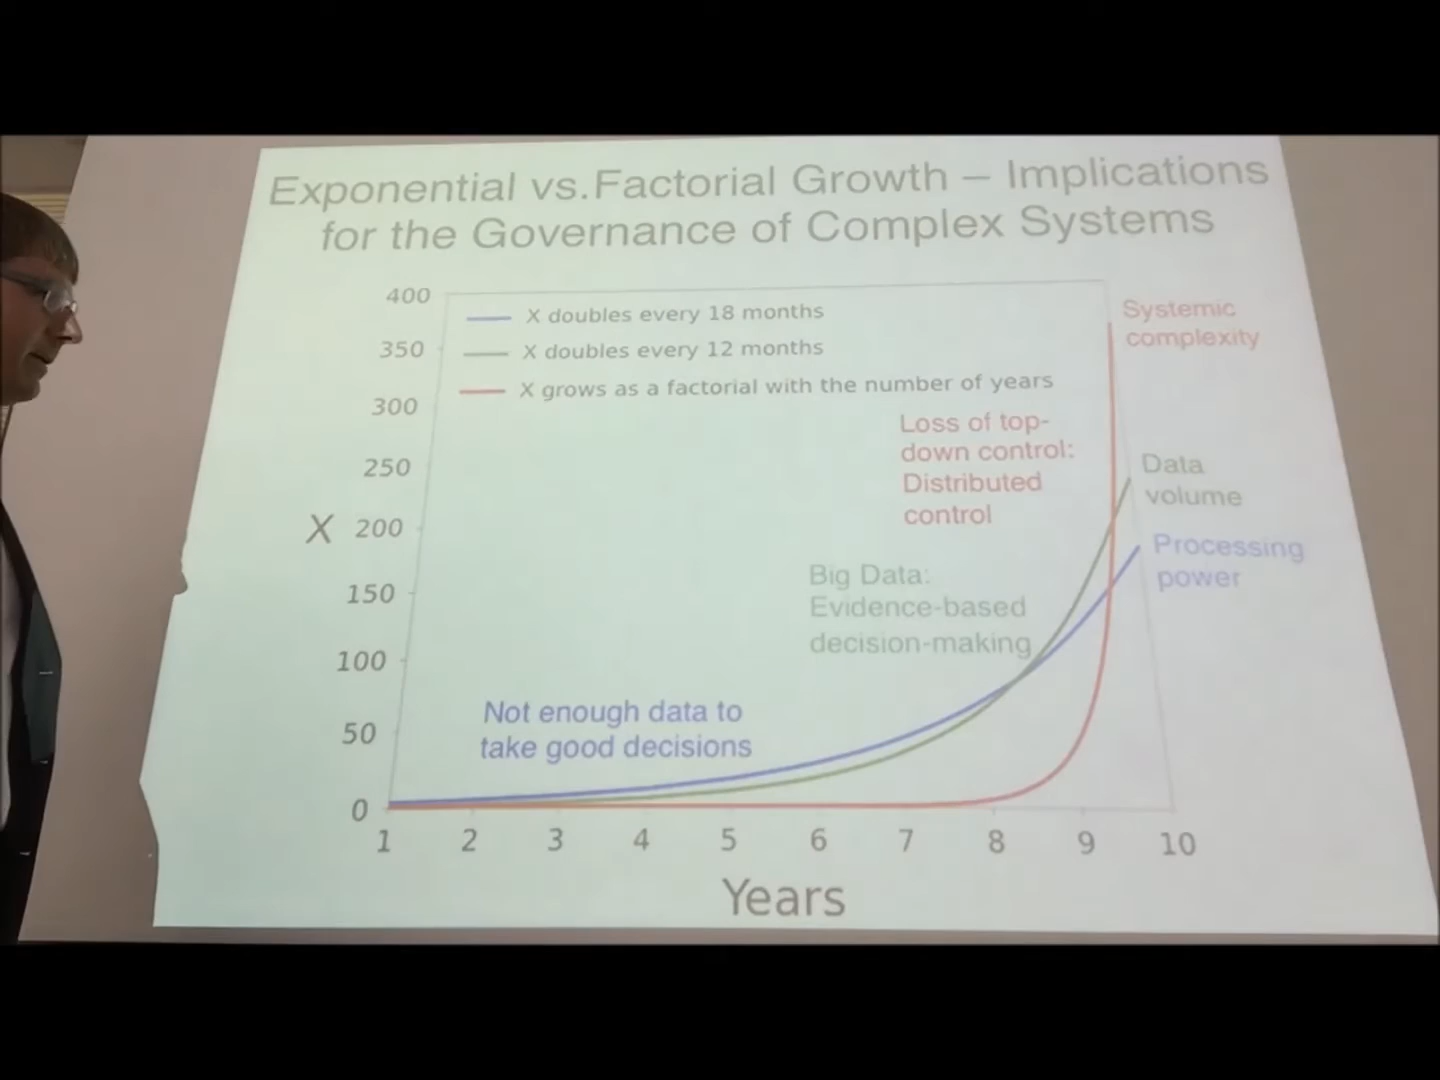 Exponential vs. Factorial Growth – Implications
for the Governance of Complex Systems
400
350
300
250
X 200
150
100
50
0
X doubles every 18 months
X doubles every 12 months
X grows as a factorial with the number of years
Systemic
complexity
Loss of top-
down control:
Distributed
control
Data
volume
Processing
power
Big Data:
Evidence-based
decision-making
Not enough data to
take good decisions
1 2 3 4 5 6 7 8 9 10
Years